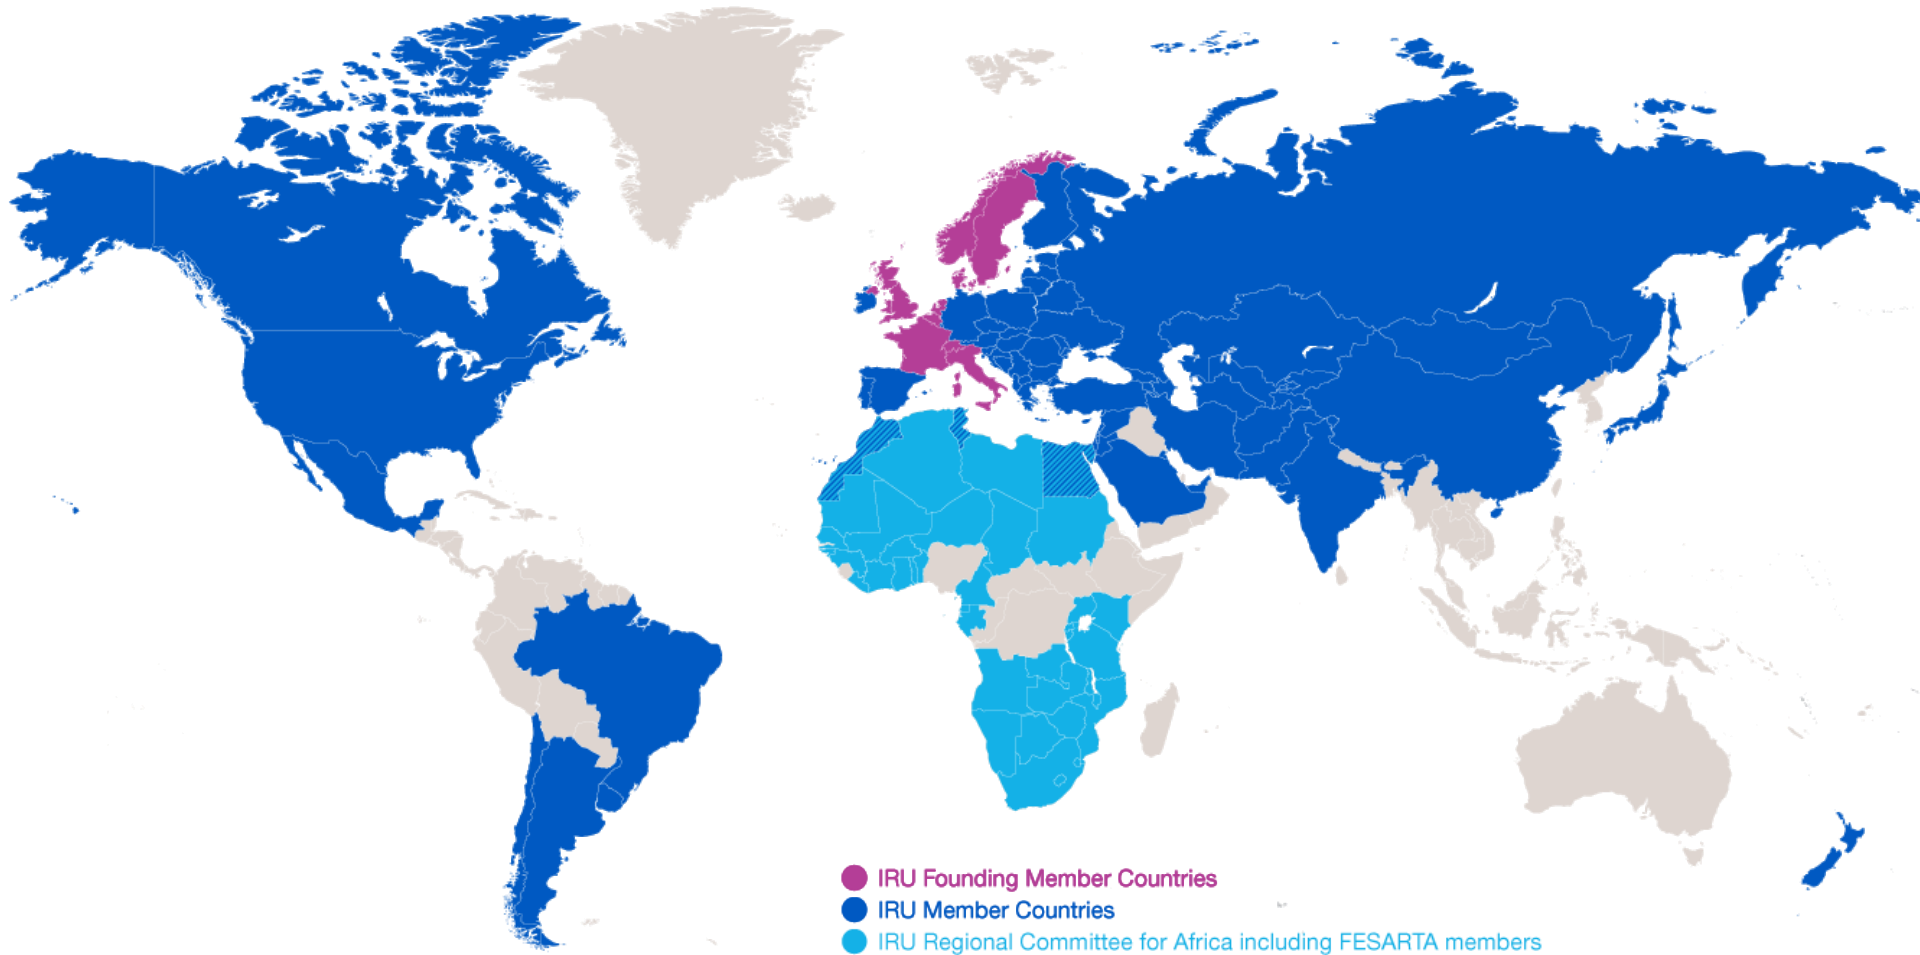 IRU Founding Member Countries
IRU Member Countries
IRU Regional Committee for Africa including FESARTA members